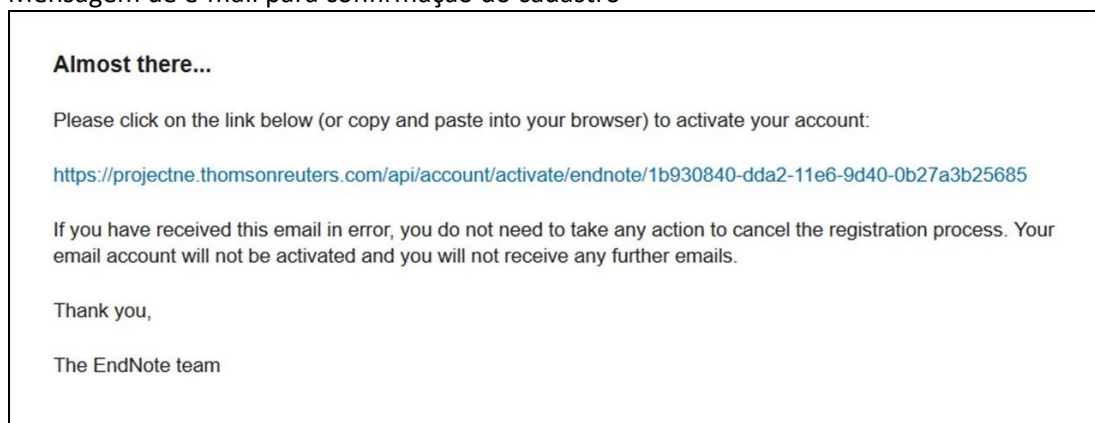 Mensagem de e-mail para confirmação do cadastro
Almost there...
Please click on the link below (or copy and paste into your browser) to activate your account:
https://projectne.thomsonreuters.com/api/account/activate/endnote/1b930840-dda2-11e6-9d40-0b27a3b25685
If you have received this email in error, you do not need to take any action to cancel the registration process. Your
email account will not be activated and you will not receive any further emails.
Thank you,
The EndNote team